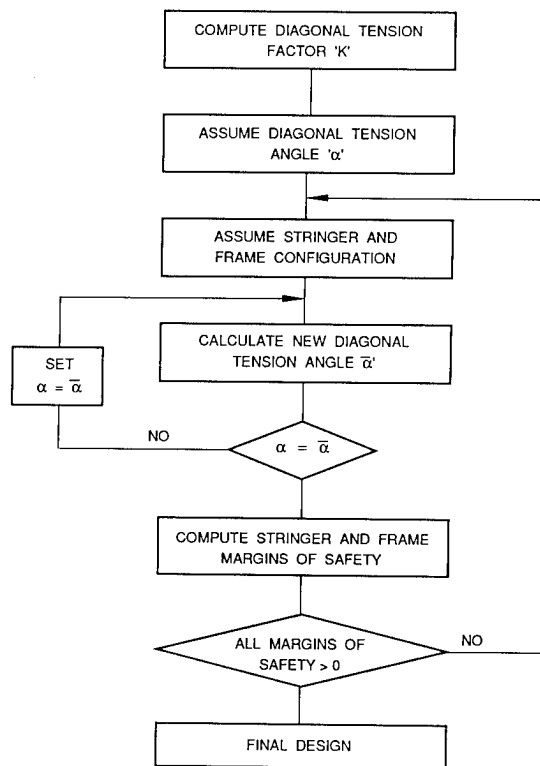 COMPUTE DIAGONAL TENSION
FACTOR 'K'
ASSUME DIAGONAL TENSION
ANGLE 'α'
ASSUME STRINGER AND
FRAME CONFIGURATION
CALCULATE NEW DIAGONAL
TENSION ANGLE α̅'
SET
α = α̅
NO
α = α̅
COMPUTE STRINGER AND FRAME
MARGINS OF SAFETY
ALL MARGINS OF
SAFETY > 0
NO
FINAL DESIGN